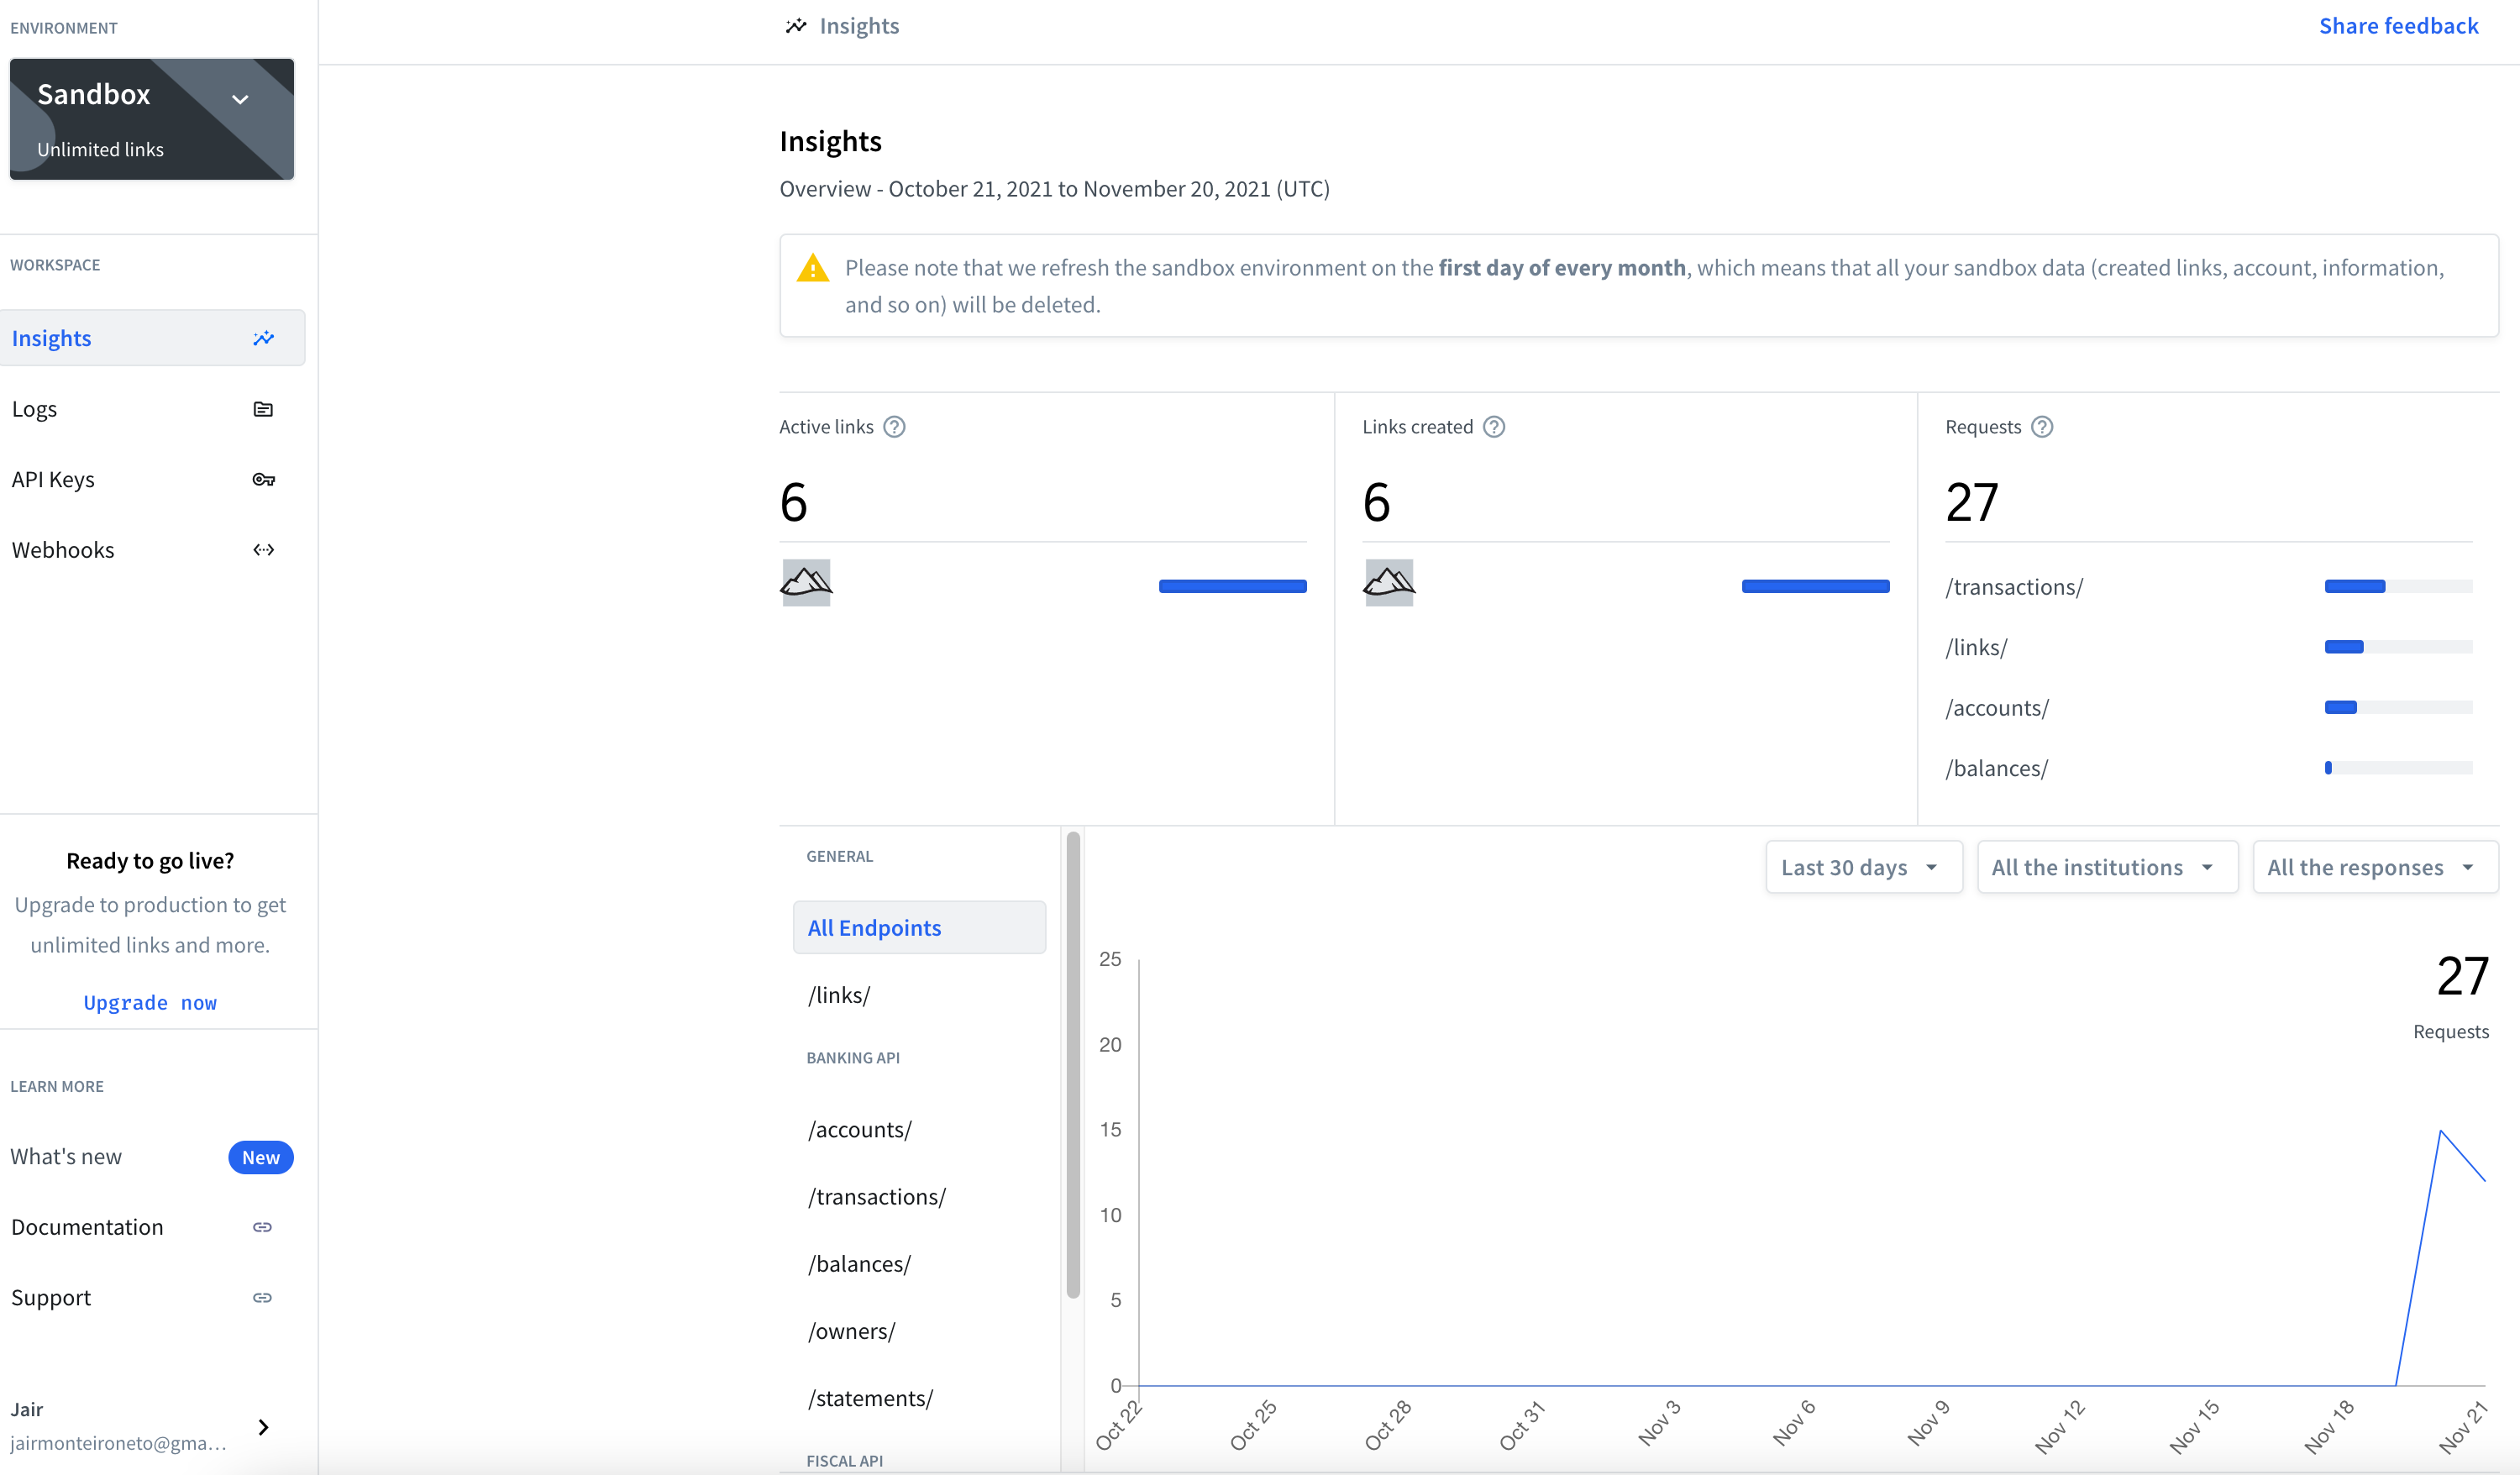 ENVIRONMENT
Sandbox
Unlimited links
WORKSPACE
Insights
Logs
API Keys
Webhooks
Ready to go live?
Upgrade to production to get
unlimited links and more.
Upgrade now
LEARN MORE
What's new
New
Documentation
Support
Jair
jairmonteironeto@gma...
Insights
Share feedback
Insights
Overview - October 21, 2021 to November 20, 2021 (UTC)
Please note that we refresh the sandbox environment on the first day of every month, which means that all your sandbox data (created links, account, information,
and so on) will be deleted.
Active links ?
6
Links created ?
6
Requests ?
27
/transactions/
/links/
/accounts/
/balances/
GENERAL
All Endpoints
/links/
BANKING API
/accounts/
/transactions/
/balances/
/owners/
/statements/
FISCAL API
Last 30 days
All the institutions
All the responses
27
Requests
25
20
15
10
5
0
Oct 22
Oct 25
Oct 28
Oct 31
Nov 3
Nov 6
Nov 9
Nov 12
Nov 15
Nov 18
Nov 21